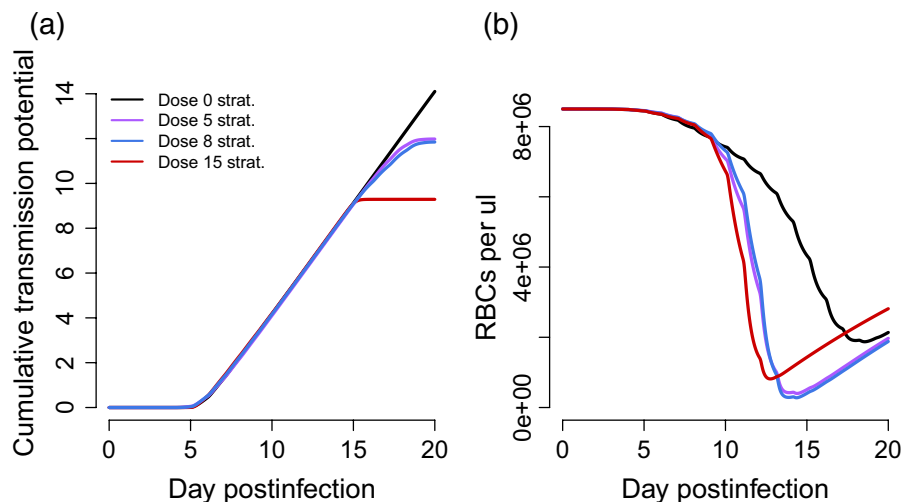 (a)
Cumulative transmission potential
14
12
10
8
6
4
2
0
Dose 0 strat.
Dose 5 strat.
Dose 8 strat.
Dose 15 strat.
0 5 10 15 20
Day postinfection
(b)
RBCs per ul
8e+06
4e+06
0e+00
0 5 10 15 20
Day postinfection